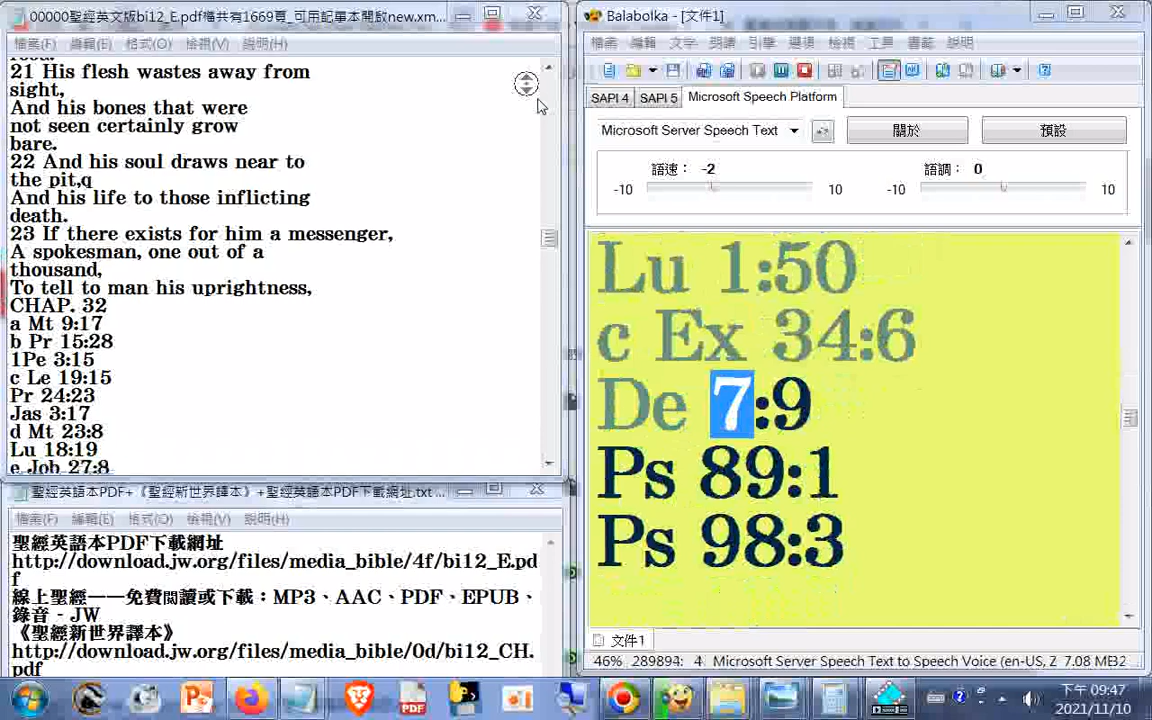 00000聖經英文版bi12_E.pdf檔共有1669頁_可用記事本開啟new.xm...
檔案(F) 編輯(E) 格式(O) 檢視(V) 說明(H)
21 His flesh wastes away from
sight,
And his bones that were
not seen certainly grow
bare.
22 And his soul draws near to
the pit,q
And his life to those inflicting
death.
23 If there exists for him a messenger,
A spokesman, one out of a
thousand,
To tell to man his uprightness,
CHAP. 32
a Mt 9:17
b Pr 15:28
1Pe 3:15
c Le 19:15
Pr 24:23
Jas 3:17
d Mt 23:8
Lu 18:19
e Job 27:8
聖經英語本PDF+《聖經新世界譯本》+聖經英語本PDF下載網址.txt ...
檔案(F) 編輯(E) 格式(O) 檢視(V) 說明(H)
聖經英語本PDF下載網址
http://download.jw.org/files/media_bible/4f/bi12_E.pd
f
線上聖經——免費閱讀或下載：MP3、AAC、PDF、EPUB、
錄音 - JW
《聖經新世界譯本》
http://download.jw.org/files/media_bible/0d/bi12_CH.
pdf
Balabolka - [文件1]
檔案 編輯 文字 朗讀 引擎 選項 檢視 工具 書籤 說明
SAPI 4 SAPI 5 Microsoft Speech Platform
Microsoft Server Speech Text 關於 預設
語速： -2 語調： 0
-10 10 -10 10
Lu 1:50
c Ex 34:6
De 7:9
Ps 89:1
Ps 98:3
文件1
46% 289894: 4 Microsoft Server Speech Text to Speech Voice (en-US, Z 7.08 MB
下午 09:47
2021/11/10